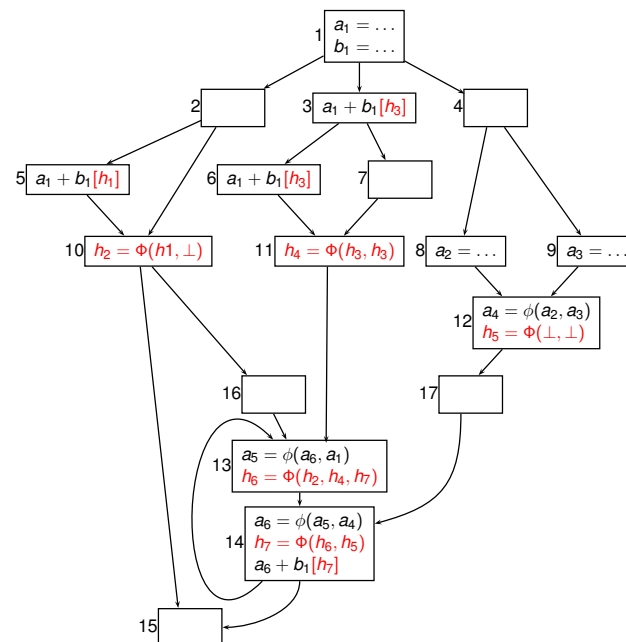 1
a₁ = …
b₁ = …
2
3
a₁ + b₁[h₃]
4
5
a₁ + b₁[h₁]
6
a₁ + b₁[h₃]
7
10
h₂ = Φ(h1, ⊥)
11
h₄ = Φ(h₃, h₃)
8
a₂ = …
9
a₃ = …
12
a₄ = ϕ(a₂, a₃)
h₅ = Φ(⊥, ⊥)
16
17
13
a₅ = ϕ(a₆, a₁)
h₆ = Φ(h₂, h₄, h₇)
14
a₆ = ϕ(a₅, a₄)
h₇ = Φ(h₆, h₅)
a₆ + b₁[h₇]
15